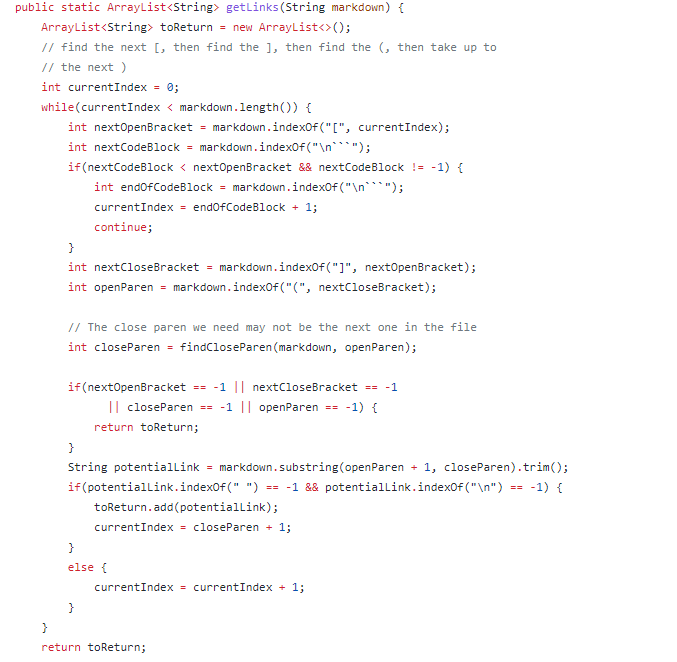 public static ArrayList<String> getLinks(String markdown) {
    ArrayList<String> toReturn = new ArrayList<>();
    // find the next [, then find the ], then find the (, then take up to
    // the next )
    int currentIndex = 0;
    while(currentIndex < markdown.length()) {
        int nextOpenBracket = markdown.indexOf("[", currentIndex);
        int nextCodeBlock = markdown.indexOf("\n```");
        if(nextCodeBlock < nextOpenBracket && nextCodeBlock != -1) {
            int endOfCodeBlock = markdown.indexOf("\n```");
            currentIndex = endOfCodeBlock + 1;
            continue;
        }
        int nextCloseBracket = markdown.indexOf("]", nextOpenBracket);
        int openParen = markdown.indexOf("(", nextCloseBracket);

        // The close paren we need may not be the next one in the file
        int closeParen = findCloseParen(markdown, openParen);

        if(nextOpenBracket == -1 || nextCloseBracket == -1
              || closeParen == -1 || openParen == -1) {
            return toReturn;
        }
        String potentialLink = markdown.substring(openParen + 1, closeParen).trim();
        if(potentialLink.indexOf(" ") == -1 && potentialLink.indexOf("\n") == -1) {
            toReturn.add(potentialLink);
            currentIndex = closeParen + 1;
        }
        else {
            currentIndex = currentIndex + 1;
        }
    }
    return toReturn;